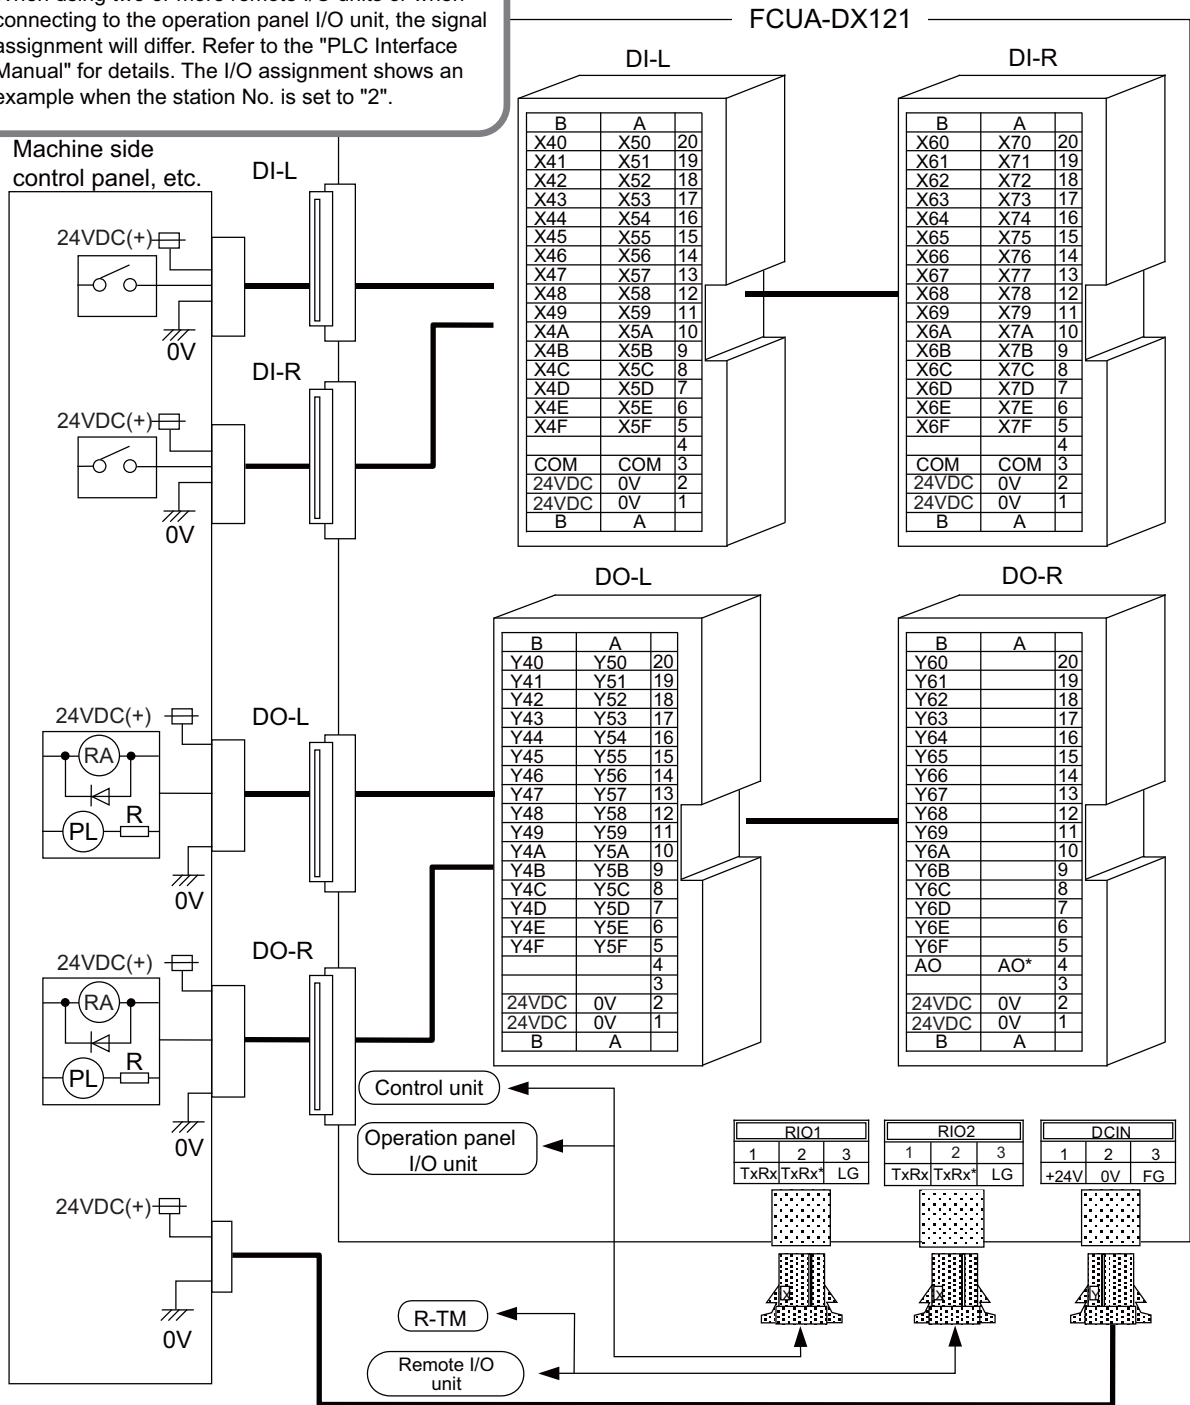 When using two or more remote I/O units or when
connecting to the operation panel I/O unit, the signal
assignment will differ. Refer to the "PLC Interface
Manual" for details. The I/O assignment shows an
example when the station No. is set to "2".
FCUA-DX121
Machine side
control panel, etc.
DI-L
24VDC(+)
0V
DI-R
24VDC(+)
0V
DO-L
24VDC(+)
RA
PL R
0V
DO-R
24VDC(+)
RA
PL R
0V
24VDC(+)
0V
DI-L
B A
X40 X50 20
X41 X51 19
X42 X52 18
X43 X53 17
X44 X54 16
X45 X55 15
X46 X56 14
X47 X57 13
X48 X58 12
X49 X59 11
X4A X5A 10
X4B X5B 9
X4C X5C 8
X4D X5D 7
X4E X5E 6
X4F X5F 5
4
COM COM 3
24VDC 0V 2
24VDC 0V 1
B A
DI-R
B A
X60 X70 20
X61 X71 19
X62 X72 18
X63 X73 17
X64 X74 16
X65 X75 15
X66 X76 14
X67 X77 13
X68 X78 12
X69 X79 11
X6A X7A 10
X6B X7B 9
X6C X7C 8
X6D X7D 7
X6E X7E 6
X6F X7F 5
4
COM COM 3
24VDC 0V 2
24VDC 0V 1
B A
DO-L
B A
Y40 Y50 20
Y41 Y51 19
Y42 Y52 18
Y43 Y53 17
Y44 Y54 16
Y45 Y55 15
Y46 Y56 14
Y47 Y57 13
Y48 Y58 12
Y49 Y59 11
Y4A Y5A 10
Y4B Y5B 9
Y4C Y5C 8
Y4D Y5D 7
Y4E Y5E 6
Y4F Y5F 5
4
3
24VDC 0V 2
24VDC 0V 1
B A
DO-R
B A
Y60 20
Y61 19
Y62 18
Y63 17
Y64 16
Y65 15
Y66 14
Y67 13
Y68 12
Y69 11
Y6A 10
Y6B 9
Y6C 8
Y6D 7
Y6E 6
Y6F 5
AO AO* 4
3
24VDC 0V 2
24VDC 0V 1
B A
Control unit
Operation panel
I/O unit
RIO1
1 2 3
TxRx TxRx* LG
RIO2
1 2 3
TxRx TxRx* LG
DCIN
1 2 3
+24V 0V FG
R-TM
Remote I/O
unit